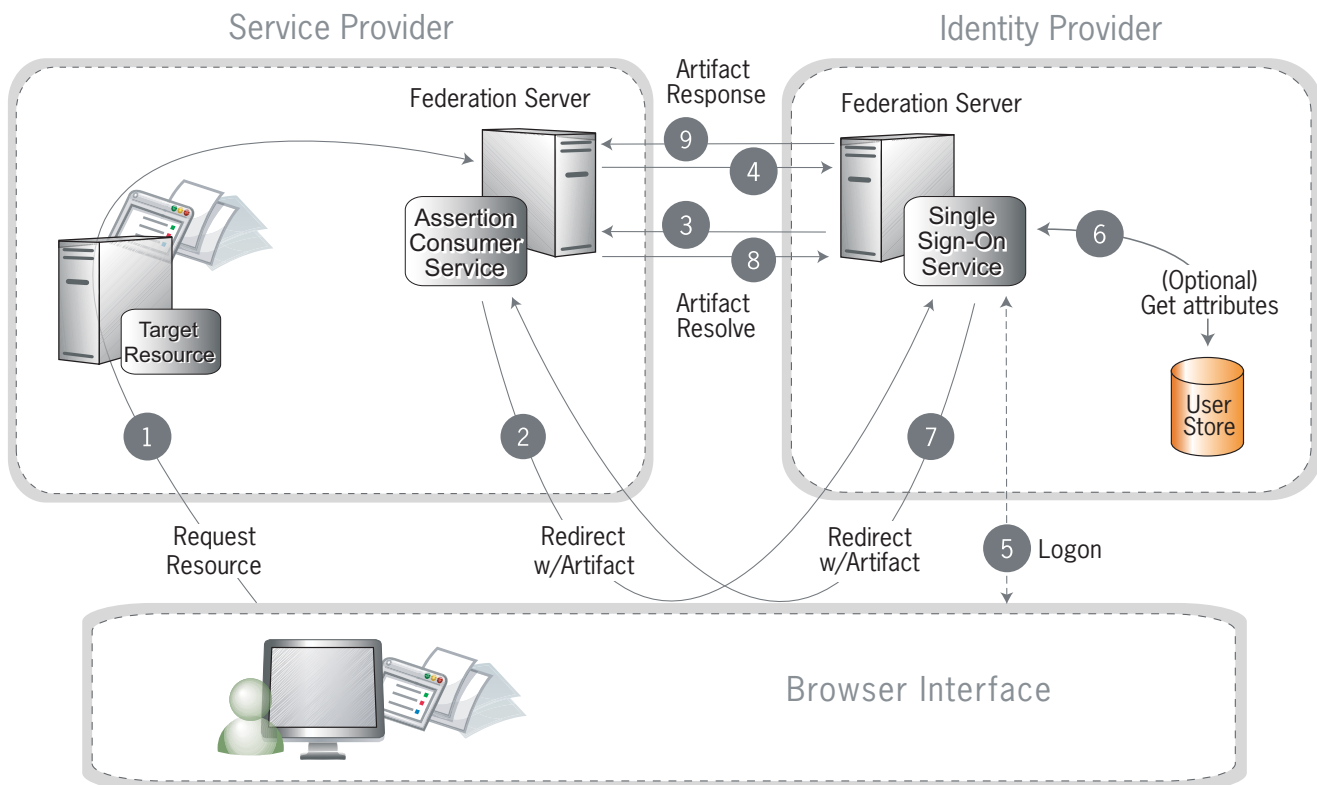 Service Provider
Identity Provider
Artifact
Response
Federation Server
Federation Server
9
4
3
8
Assertion
Consumer
Service
Single
Sign-On
Service
6
(Optional)
Get attributes
Artifact
Resolve
Target
Resource
User
Store
1
2
7
Request
Resource
Redirect
w/Artifact
Redirect
w/Artifact
5
Logon
Browser Interface